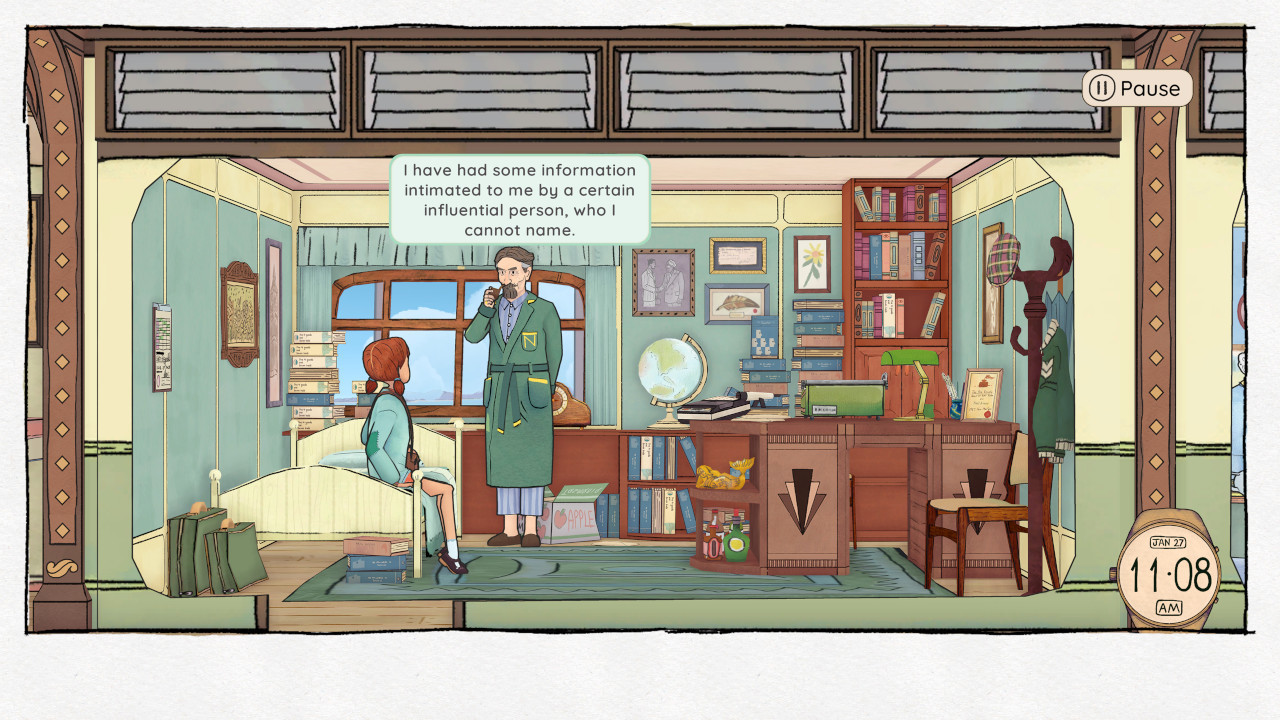 Pause
I have had some information
intimated to me by a certain
influential person, who I
cannot name.
N
APPLE
JAN 27
11·08
AM